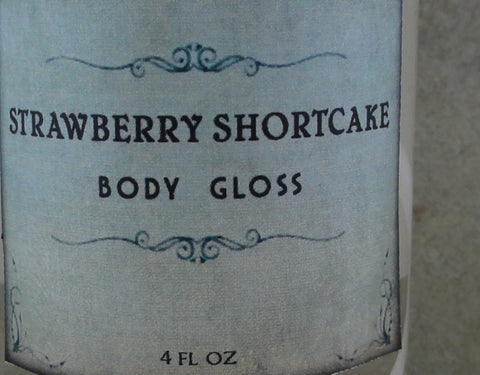 STRAWBERRY SHORTCAKE
BODY GLOSS
4 FL OZ